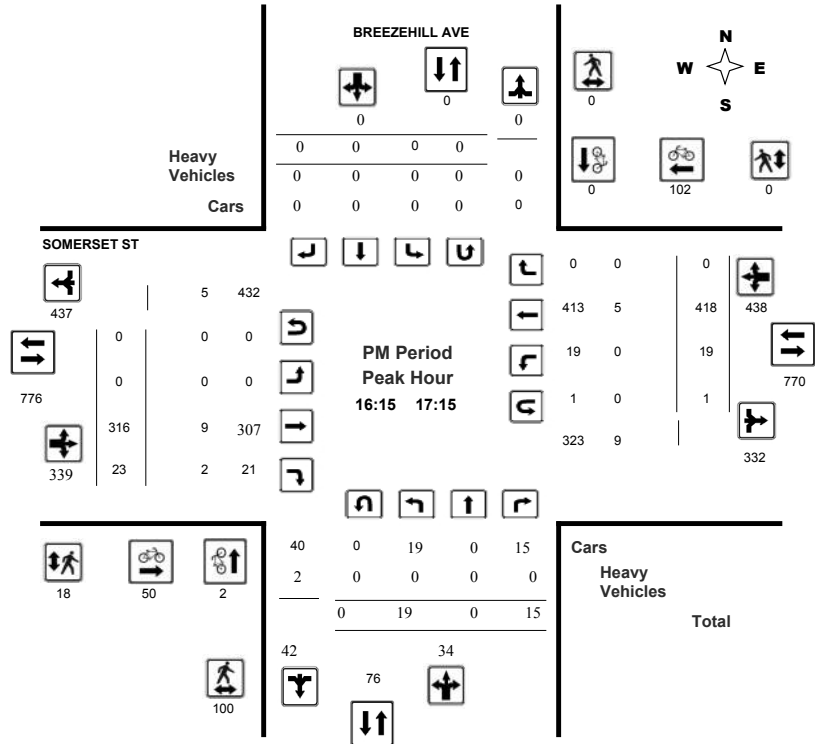 BREEZEHILL AVE
N
W E
S
0 0
0 0
0 0 0 0
Heavy
Vehicles
0 0 0 0 0
Cars
0 0 0 0 0
0 102 0
SOMERSET ST
437
5 432
776
0 0 0
0 0 0
316 9 307
339
23 2 21
PM Period
Peak Hour
16:15 17:15
0 0 0
413 5 418 438
19 0 19
770
1 0 1
323 9
332
18 50 2
100
40 0 19 0 15
Cars
2 0 0 0 0
Heavy
Vehicles
0 19 0 15
Total
42 34
76